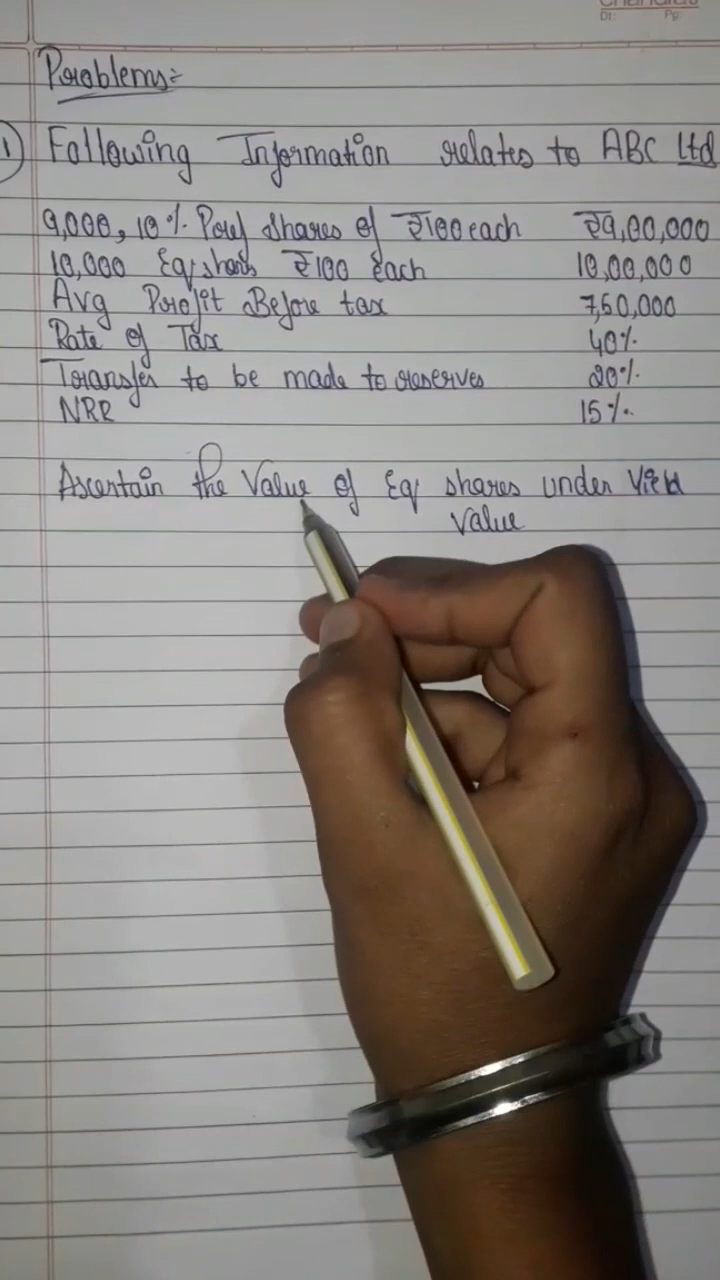 Dt: Pg:
Problems:-
1 Following Information relates to ABC Ltd
9,000, 10% Pref shares of ₹100 each ₹9,00,000
10,000 Eq shares ₹100 Each 10,00,000
Avg Profit Before tax 7,50,000
Rate of Tax 40%
Transfer to be made to reserves 20%
NRR 15%
Ascertain the Value of Eq shares under Yield
Value